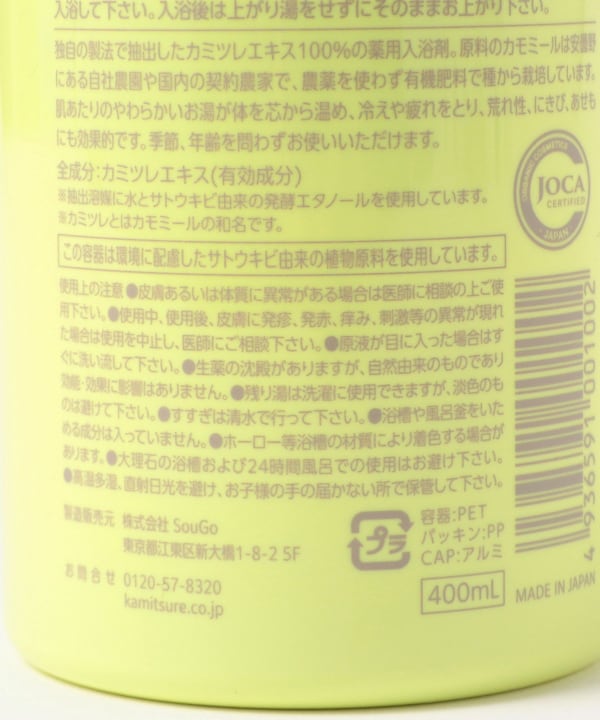 入浴して下さい。入浴後は上がり湯をせずにそのままお上がり下さい。
独自の製法で抽出したカミツレエキス100%の薬用入浴剤。原料のカモミールは安曇野
にある自社農園や国内の契約農家で、農薬を使わず有機肥料で種から栽培しています。
肌あたりのやわらかいお湯が体を芯から温め、冷えや疲れをとり、荒れ性、にきび、あせも
にも効果的です。季節、年齢を問わずお使いいただけます。
全成分：カミツレエキス(有効成分)
※抽出溶媒に水とサトウキビ由来の発酵エタノールを使用しています。
※カミツレとはカモミールの和名です。
JOCA
CERTIFIED
JAPAN
この容器は環境に配慮したサトウキビ由来の植物原料を使用しています。
使用上の注意 ●皮膚あるいは体質に異常がある場合は医師に相談の上ご使
用下さい。●使用中、使用後、皮膚に発疹、発赤、痒み、刺激等の異常が現れ
た場合は使用を中止し、医師にご相談下さい。●原液が目に入った場合はす
ぐに洗い流して下さい。●生薬の沈殿がありますが、自然由来のものであり
効能・効果に影響はありません。●残り湯は洗濯に使用できますが、淡色のも
のは避けて下さい。●すすぎは清水で行って下さい。●浴槽や風呂釜をいた
める成分は入っていません。●ホーロー等浴槽の材質により着色する場合が
あります。●大理石の浴槽および24時間風呂での使用はお避け下さい。
●高温多湿、直射日光を避け、お子様の手の届かない所で保管して下さい。
製造販売元 株式会社 SouGo
東京都江東区新大橋1-8-2 5F
お問合せ 0120-57-8320
kamitsure.co.jp
プラ
容器：PET
パッキン：PP
CAP：アルミ
400mL
MADE IN JAPAN
4 936591 001002